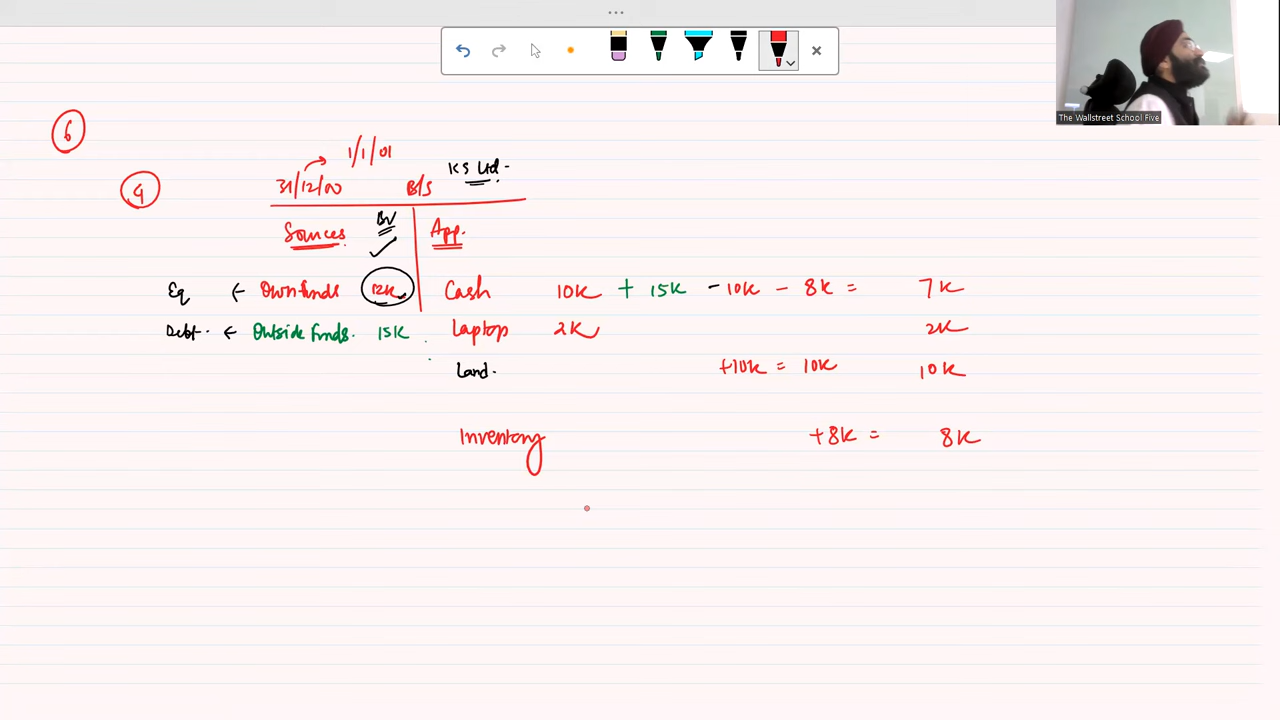 The Wallstreet School Five
6
1/1/01
9
31/12/00 B/S KS Ltd.
BV
Sources App.
Eq ← Own funds 12K Cash 10K + 15K - 10K - 8K = 7K
Debt. ← Outside funds. 15K Laptop 2K 2K
Land. +10K = 10K 10K
Inventory +8K = 8K